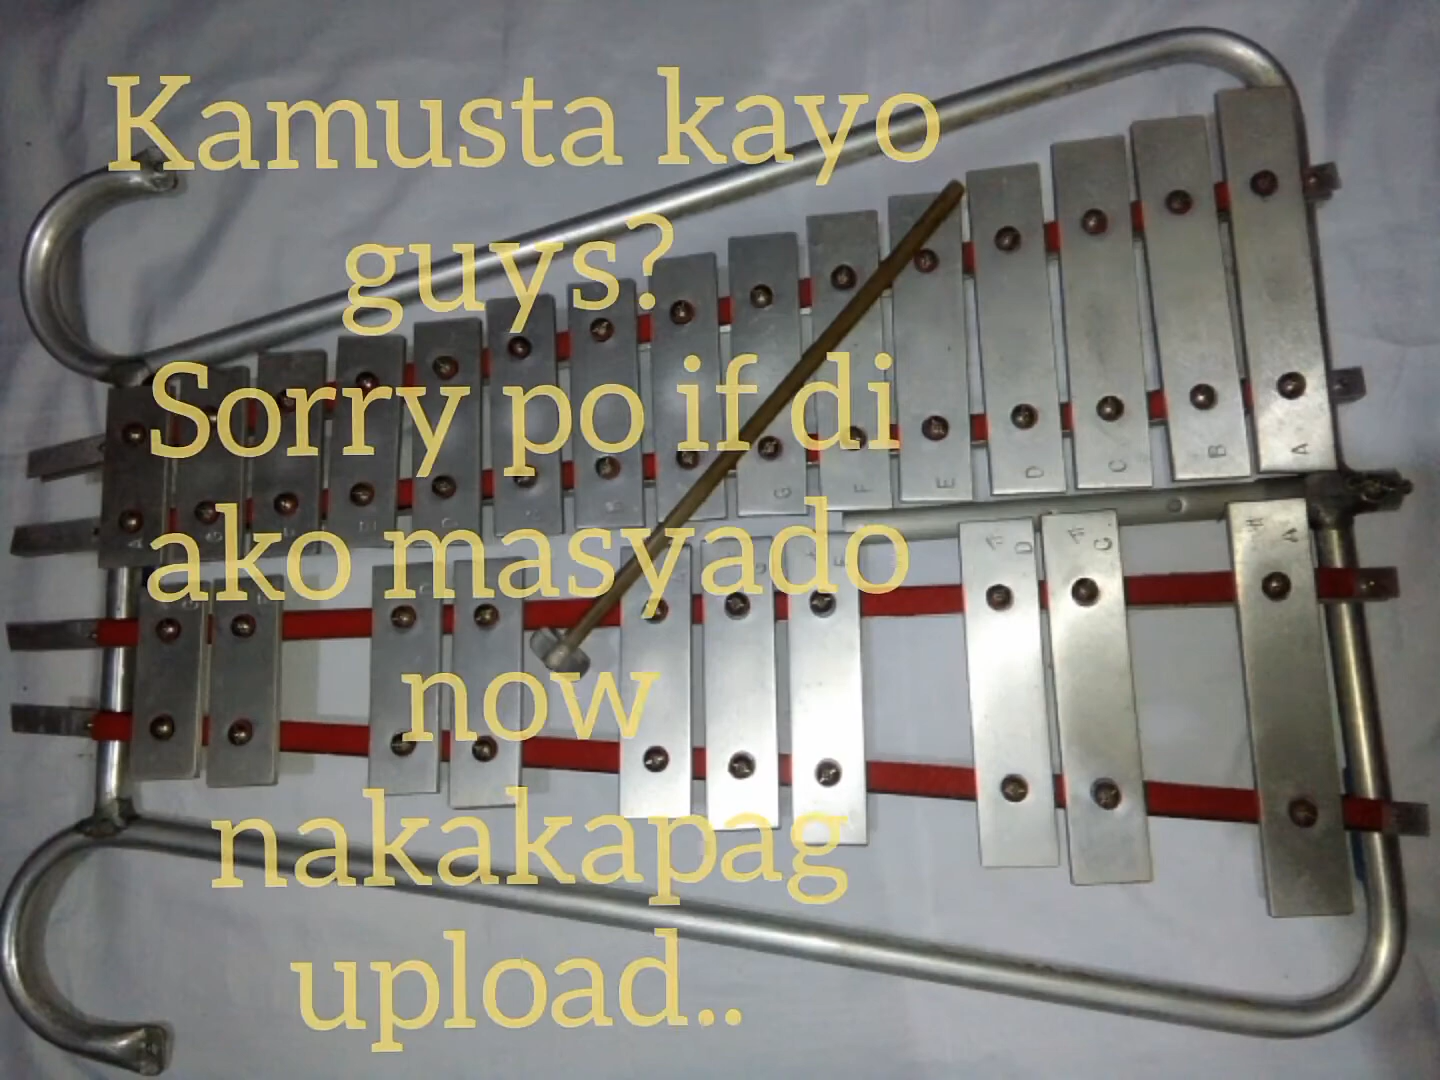 Kamusta kayo
guys?
Sorry po if di
ako masyado
now
nakakapag
upload..
G F E D C B A
D C A